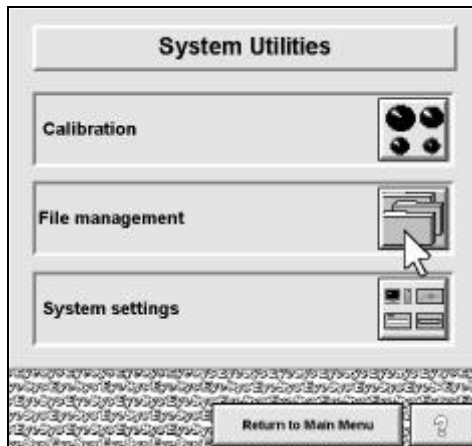 System Utilities
Calibration
File management
System settings
Return to Main Menu
?